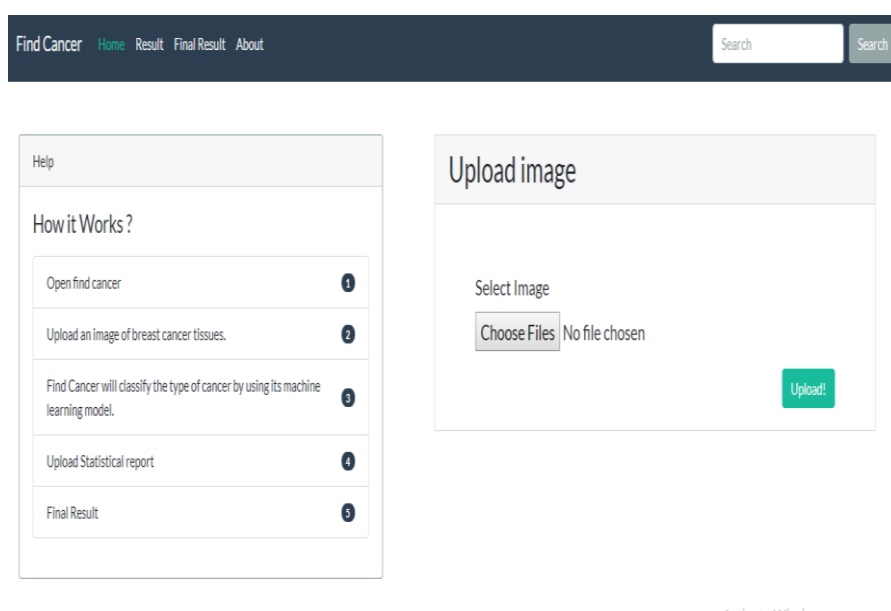 Find Cancer Home Result Final Result About Search Search
Help
How it Works ?
Open find cancer 1
Upload an image of breast cancer tissues. 2
Find Cancer will classify the type of cancer by using its machine
learning model. 3
Upload Statistical report 4
Final Result 5
Upload image
Select Image
Choose Files No file chosen
Upload!